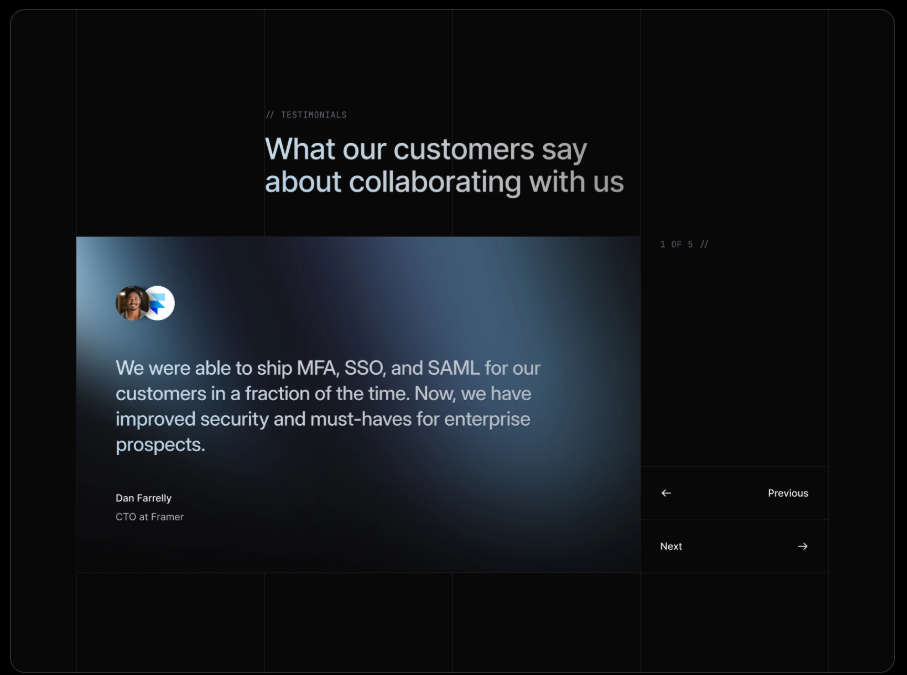 // TESTIMONIALS
What our customers say
about collaborating with us
1 OF 5 //
We were able to ship MFA, SSO, and SAML for our
customers in a fraction of the time. Now, we have
improved security and must-haves for enterprise
prospects.
Dan Farrelly
CTO at Framer
← Previous
Next →